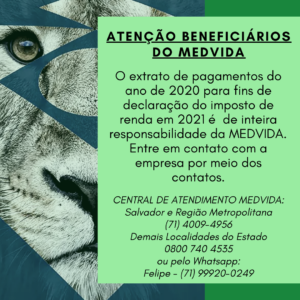 ATENÇÃO BENEFICIÁRIOS
DO MEDVIDA
O extrato de pagamentos do
ano de 2020 para fins de
declaração do imposto de
renda em 2021 é  de inteira
responsabilidade da MEDVIDA.
Entre em contato com a
empresa por meio dos
contatos.
CENTRAL DE ATENDIMENTO MEDVIDA:
Salvador e Região Metropolitana
(71) 4009-4956
Demais Localidades do Estado
0800 740 4535
ou pelo Whatsapp:
Felipe - (71) 99920-0249